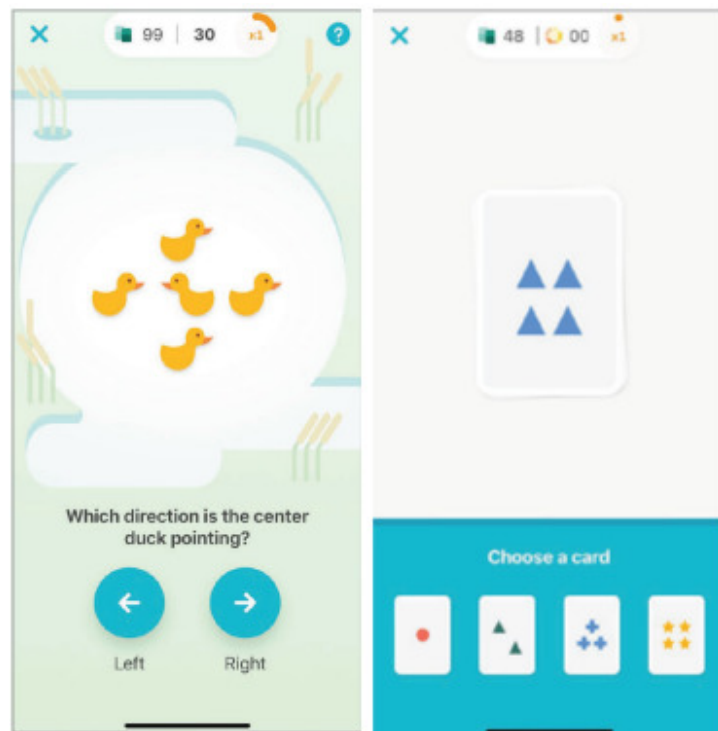 99 | 30 x1 ?
Which direction is the center
duck pointing?
Left Right
48 | 00 x1
Choose a card